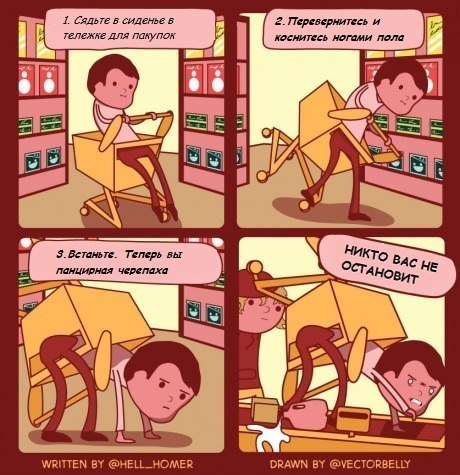 1. Сядьте в сиденье в
тележке для пакупок
2. Перевернитесь и
коснитесь ногами пола
3. Встаньте. Теперь вы
панцирная черепаха
НИКТО ВАС НЕ
ОСТАНОВИТ
WRITTEN BY @HELL_HOMER
DRAWN BY @VECTORBELLY